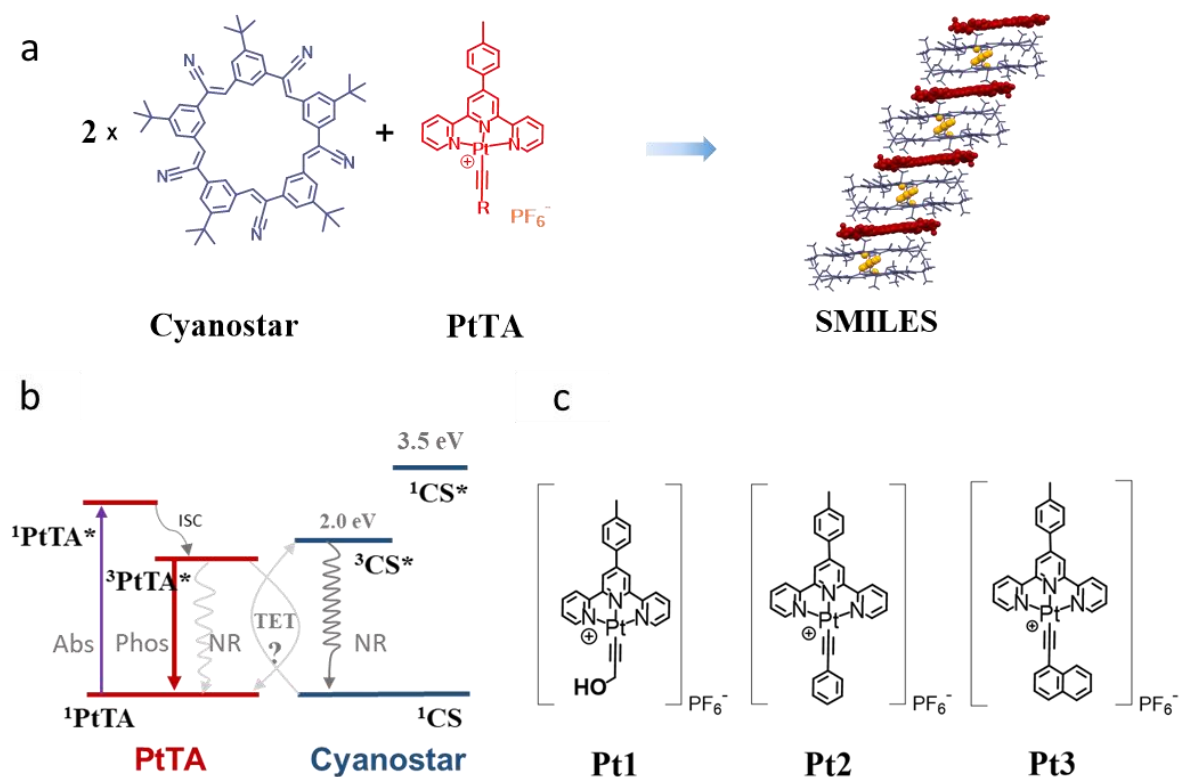 a
2 x
N
N
N
N
N
+
N
N
N
Pt
⊕
R
PF₆⁻
Cyanostar
PtTA
SMILES
b
c
3.5 eV
¹CS*
2.0 eV
¹PtTA*
ISC
³CS*
³PtTA*
Abs
Phos
NR
TET
?
NR
¹PtTA
¹CS
PtTA
Cyanostar
N
N
N
Pt
⊕
HO
PF₆⁻
N
N
N
Pt
⊕
PF₆⁻
N
N
N
Pt
⊕
PF₆⁻
Pt1
Pt2
Pt3